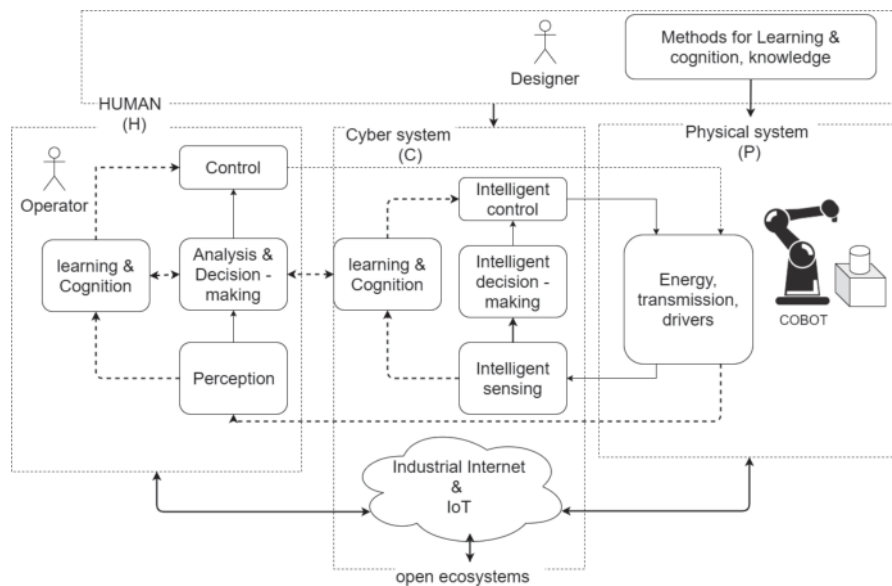 Designer
Methods for Learning &
cognition, knowledge
HUMAN
(H)
Cyber system
(C)
Physical system
(P)
Operator
Control
learning &
Cognition
Analysis &
Decision -
making
Perception
learning &
Cognition
Intelligent
control
Intelligent
decision -
making
Intelligent
sensing
Energy,
transmission,
drivers
COBOT
Industrial Internet
&
IoT
open ecosystems